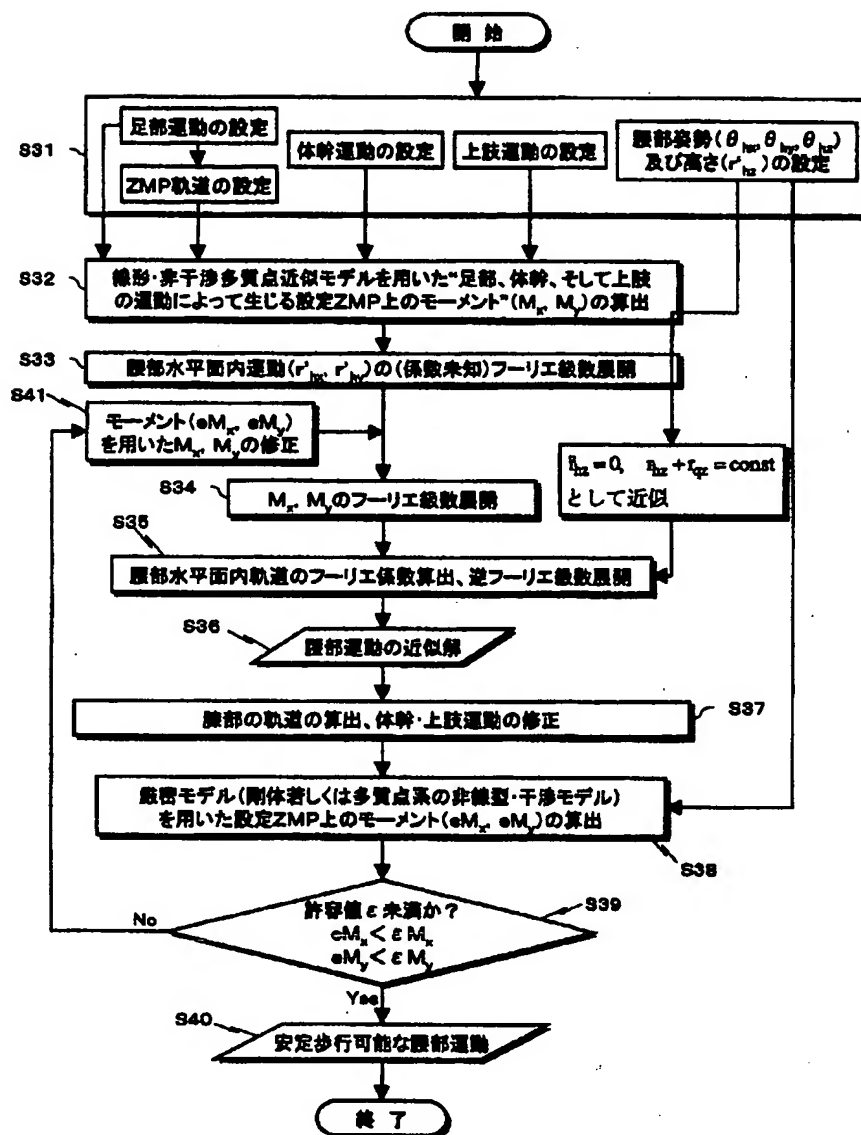 開 始
S31
足部運動の設定
ZMP軌道の設定
体幹運動の設定
上肢運動の設定
腰部姿勢(θhx, θhy, θhz)
及び高さ(r'hz)の設定
S32
線形・非干渉多質点近似モデルを用いた“足部、体幹、そして上肢
の運動によって生じる設定ZMP上のモーメント”(Mx, My)の算出
S33
腰部水平面内運動(r'hx, r'hy)の(係数未知)フーリエ級数展開
S41
モーメント(eMx, eMy)
を用いたMx, Myの修正
S34
Mx, Myのフーリエ級数展開
として近似
S35
腰部水平面内軌道のフーリエ係数算出、逆フーリエ級数展開
S36
腰部運動の近似解
膝部の軌道の算出、体幹・上肢運動の修正
S37
厳密モデル(剛体若しくは多質点系の非線型・干渉モデル)
を用いた設定ZMP上のモーメント(eMx, eMy)の算出
S38
許容値ε未満か？
eMx < εMx
eMy < εMy
S39
No
Yes
S40
安定歩行可能な腰部運動
終 了